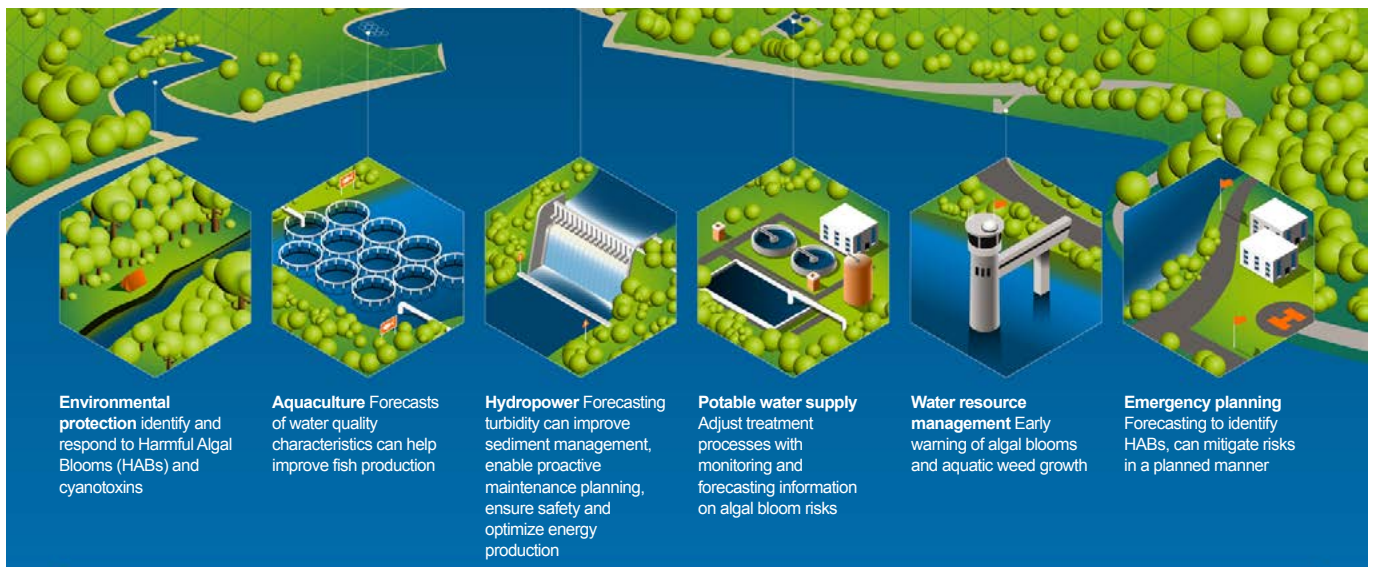 Environmental
protection identify and
respond to Harmful Algal
Blooms (HABs) and
cyanotoxins
Aquaculture Forecasts
of water quality
characteristics can help
improve fish production
Hydropower Forecasting
turbidity can improve
sediment management,
enable proactive
maintenance planning,
ensure safety and
optimize energy
production
Potable water supply
Adjust treatment
processes with
monitoring and
forecasting information
on algal bloom risks
Water resource
management Early
warning of algal blooms
and aquatic weed growth
Emergency planning
Forecasting to identify
HABs, can mitigate risks
in a planned manner
H